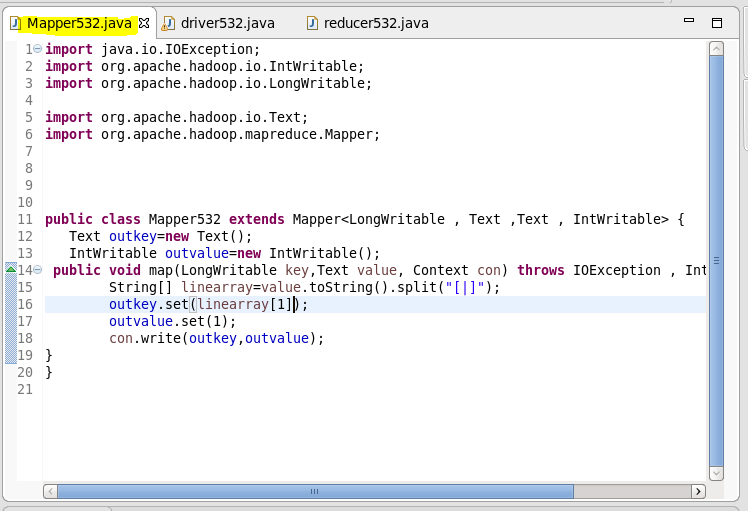 Mapper532.java driver532.java reducer532.java
1 import java.io.IOException;
2 import org.apache.hadoop.io.IntWritable;
3 import org.apache.hadoop.io.LongWritable;
4
5 import org.apache.hadoop.io.Text;
6 import org.apache.hadoop.mapreduce.Mapper;
7
8
9
10
11 public class Mapper532 extends Mapper<LongWritable , Text ,Text , IntWritable> {
12 Text outkey=new Text();
13 IntWritable outvalue=new IntWritable();
14 public void map(LongWritable key,Text value, Context con) throws IOException , Int
15 String[] linearray=value.toString().split("[|]");
16 outkey.set(linearray[1]);
17 outvalue.set(1);
18 con.write(outkey,outvalue);
19 }
20 }
21